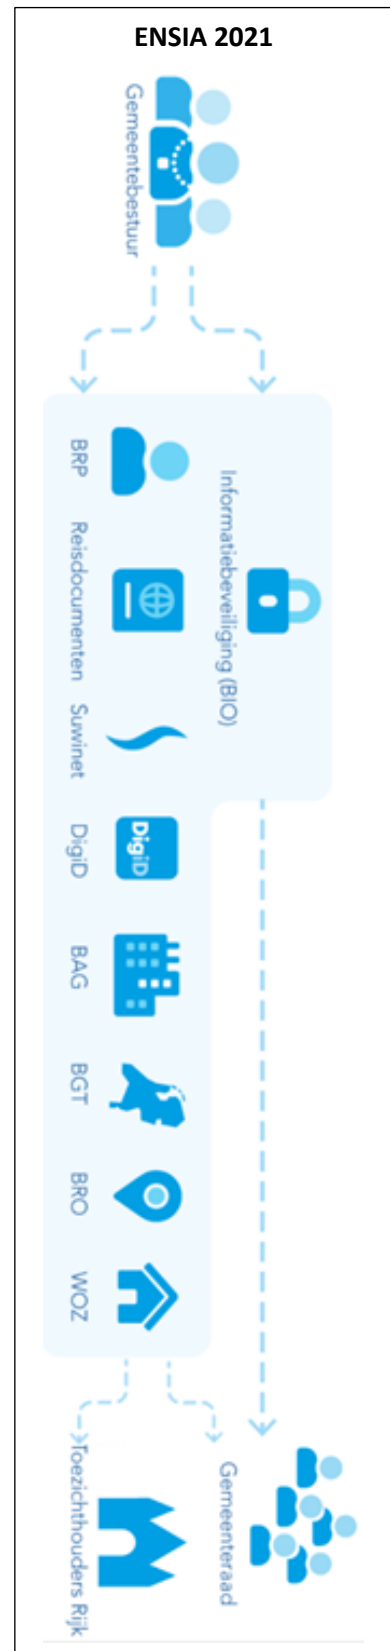 ENSIA 2021
Gemeentebestuur
Informatiebeveiliging (BIO)
BRP
Reisdocumenten
Suwinet
DigiD
DigiD
BAG
BGT
BRO
WOZ
Gemeenteraad
Toezichthouders Rijk